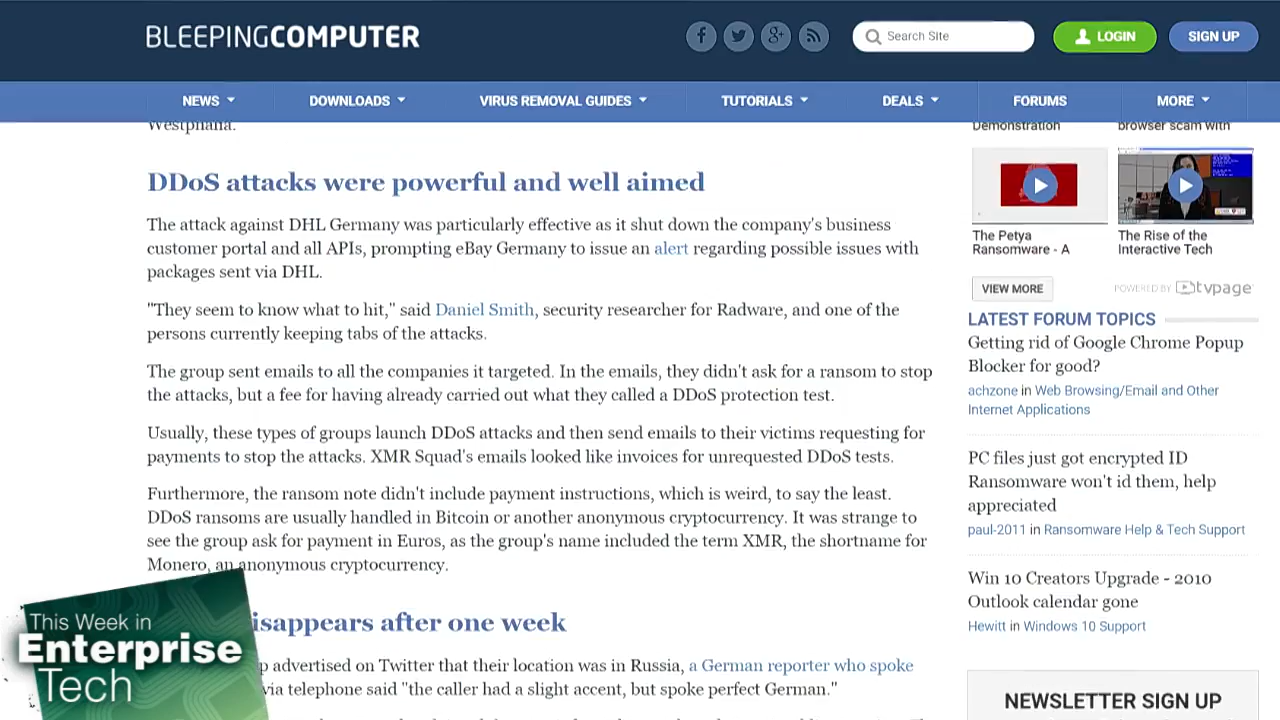 BLEEPINGCOMPUTER
Search Site
LOGIN
SIGN UP
NEWS
DOWNLOADS
VIRUS REMOVAL GUIDES
TUTORIALS
DEALS
FORUMS
MORE
Westphalia.
DDoS attacks were powerful and well aimed
The attack against DHL Germany was particularly effective as it shut down the company's business
customer portal and all APIs, prompting eBay Germany to issue an alert regarding possible issues with
packages sent via DHL.
"They seem to know what to hit," said Daniel Smith, security researcher for Radware, and one of the
persons currently keeping tabs of the attacks.
The group sent emails to all the companies it targeted. In the emails, they didn't ask for a ransom to stop
the attacks, but a fee for having already carried out what they called a DDoS protection test.
Usually, these types of groups launch DDoS attacks and then send emails to their victims requesting for
payments to stop the attacks. XMR Squad's emails looked like invoices for unrequested DDoS tests.
Furthermore, the ransom note didn't include payment instructions, which is weird, to say the least.
DDoS ransoms are usually handled in Bitcoin or another anonymous cryptocurrency. It was strange to
see the group ask for payment in Euros, as the group's name included the term XMR, the shortname for
Monero, an anonymous cryptocurrency.
isappears after one week
p advertised on Twitter that their location was in Russia, a German reporter who spoke
via telephone said "the caller had a slight accent, but spoke perfect German."
Demonstration
browser scam with
The Petya
Ransomware - A
The Rise of the
Interactive Tech
VIEW MORE
POWERED BY tvpage
LATEST FORUM TOPICS
Getting rid of Google Chrome Popup
Blocker for good?
achzone in Web Browsing/Email and Other
Internet Applications
PC files just got encrypted ID
Ransomware won't id them, help
appreciated
paul-2011 in Ransomware Help & Tech Support
Win 10 Creators Upgrade - 2010
Outlook calendar gone
Hewitt in Windows 10 Support
NEWSLETTER SIGN UP
This Week in
Enterprise
Tech